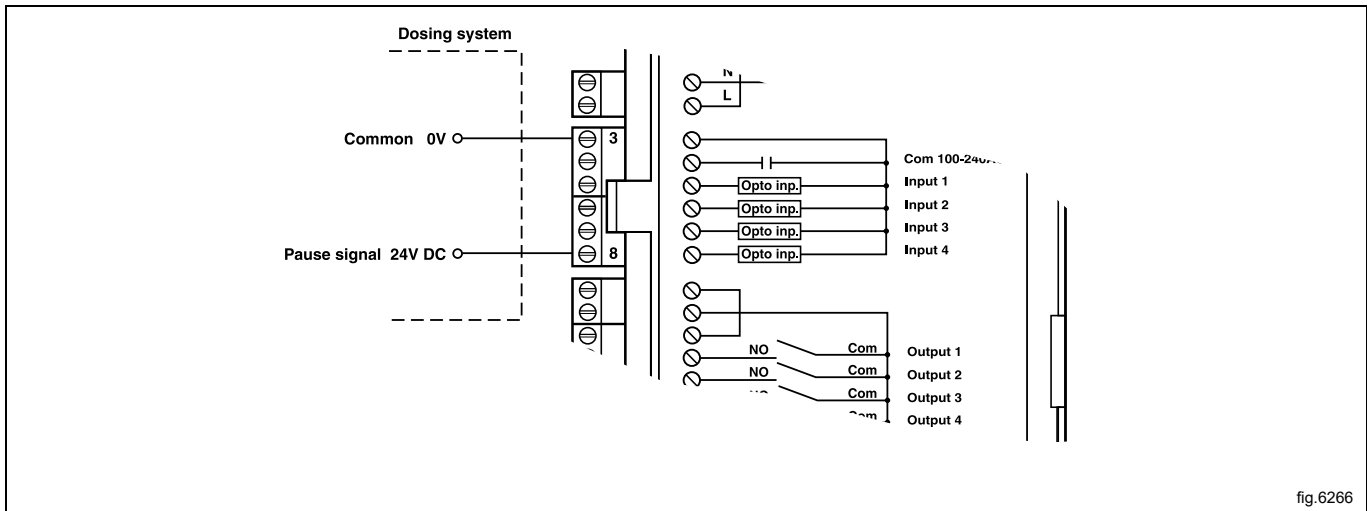 Dosing system
N
L
Common 0V
3
Com
Opto inp.
Input 1
Opto inp.
Input 2
Opto inp.
Input 3
Pause signal 24V DC
8
Opto inp.
Input 4
NO
Com
Output 1
NO
Com
Output 2
Com
Output 3
Output 4
fig.6266